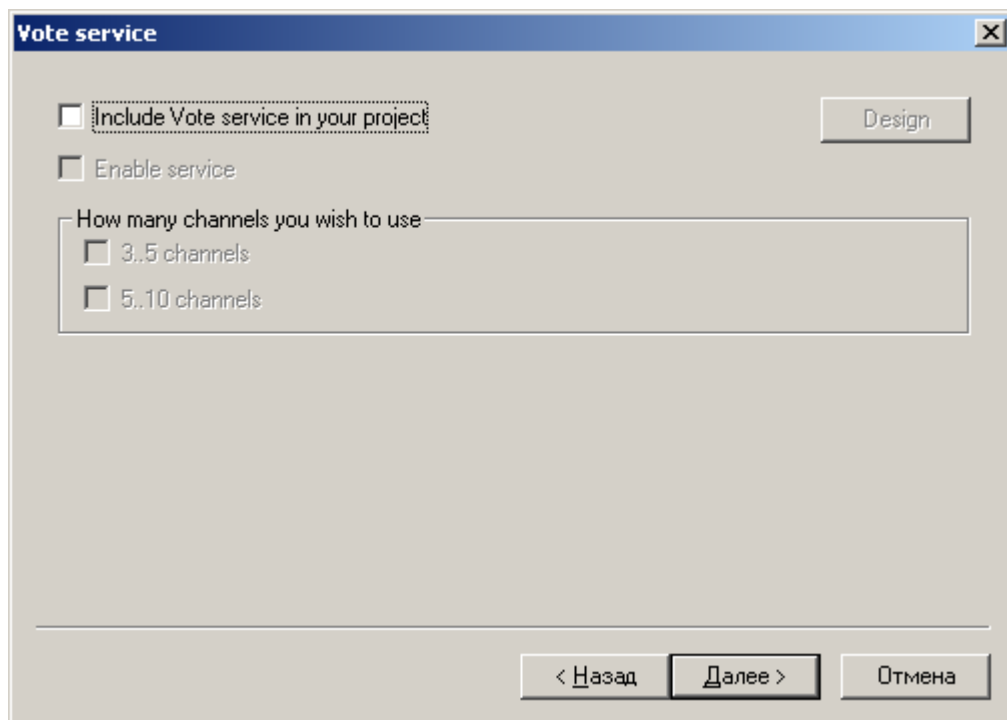 Vote service
Include Vote service in your project
Design
Enable service
How many channels you wish to use
3..5 channels
5..10 channels
< Назад
Далее >
Отмена